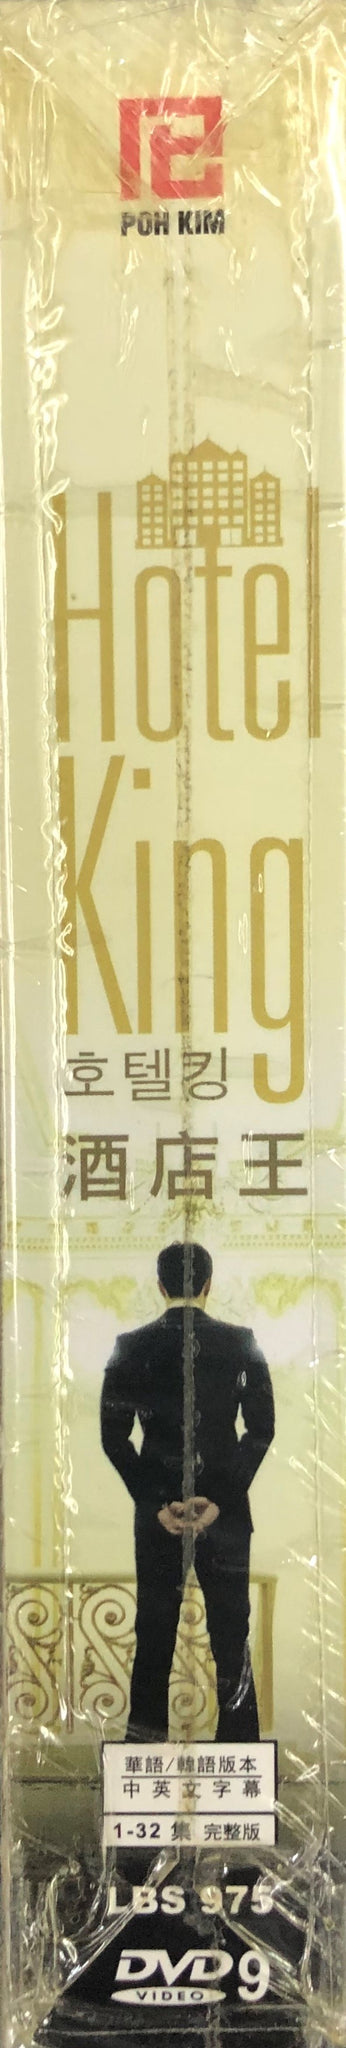 POH KIM
Hotel
King
호텔킹
酒店王
華語/韓語版本
中英文字幕
1-32 集 完整版
LBS 975
DVD 9
VIDEO